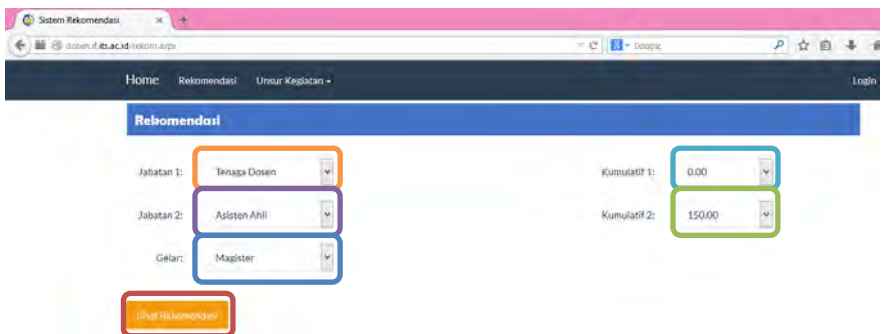 Sistem Rekomendasi
dosen.if.its.ac.id/rekom.aspx
Google
Home Rekomendasi Unsur Kegiatan
Login
Rekomendasi
Jabatan 1: Tenaga Dosen Kumulatif 1: 0.00
Jabatan 2: Asisten Ahli Kumulatif 2: 150.00
Gelar: Magister
Lihat Rekomendasi